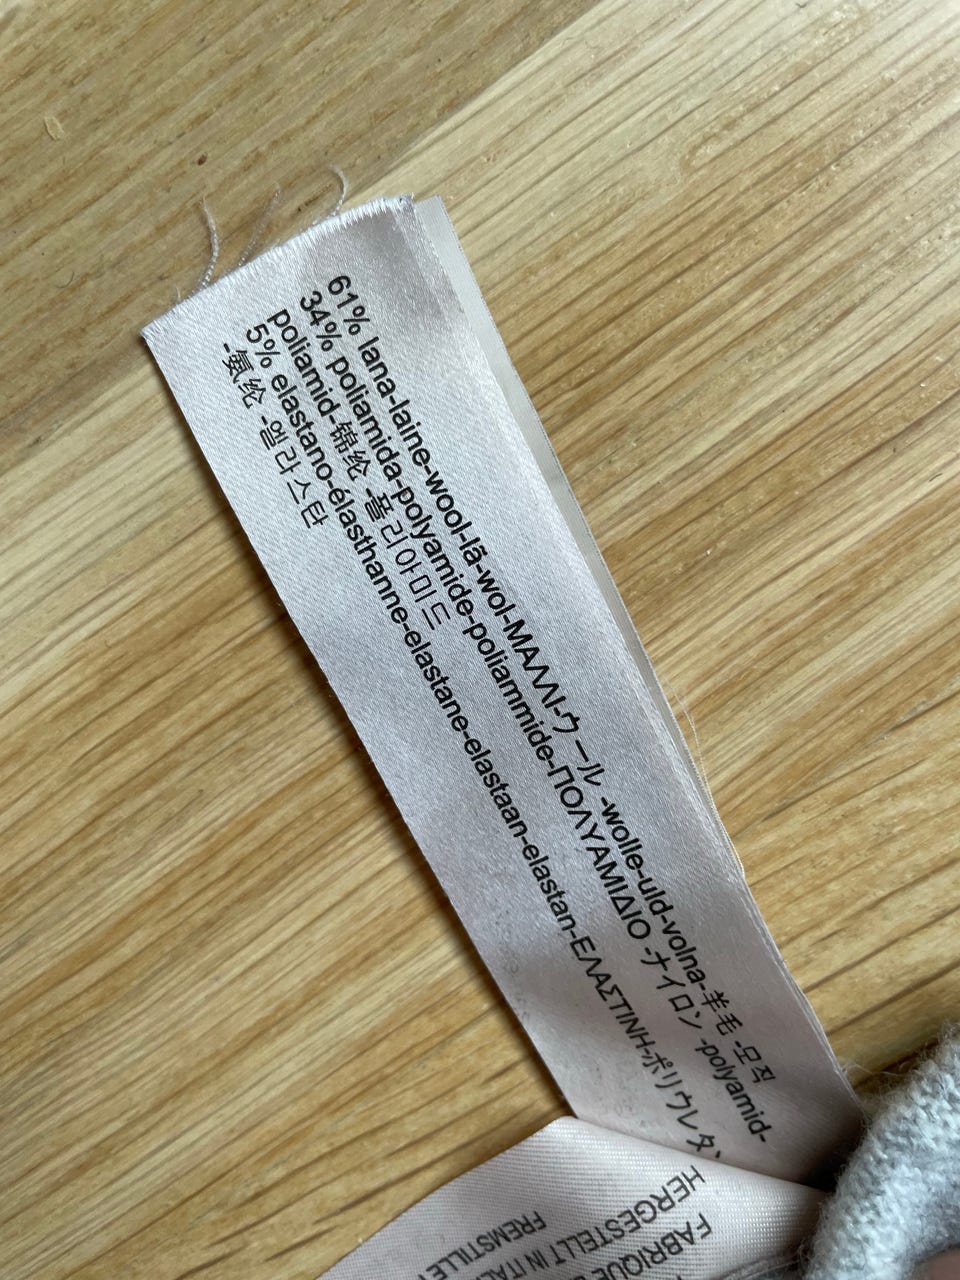 61% lana-laine-wool-lã-wol-ΜΑΛΛΙ-ウール -wolle-uld-volna-羊毛 -모직
34% poliamida-polyamide-poliammide-ΠΟΛΥΑΜΙΔΙΟ -ナイロン -polyamid-
poliamid-锦纶 -폴리아미드
5% elastano-élasthanne-elastane-elastaan-elastan-ΕΛΑΣΤΙΝΗ-ポリウレタン
-氨纶 -엘라스탄
FABRIQUE
HERGESTELLT IN ITAL
FREMSTILLE